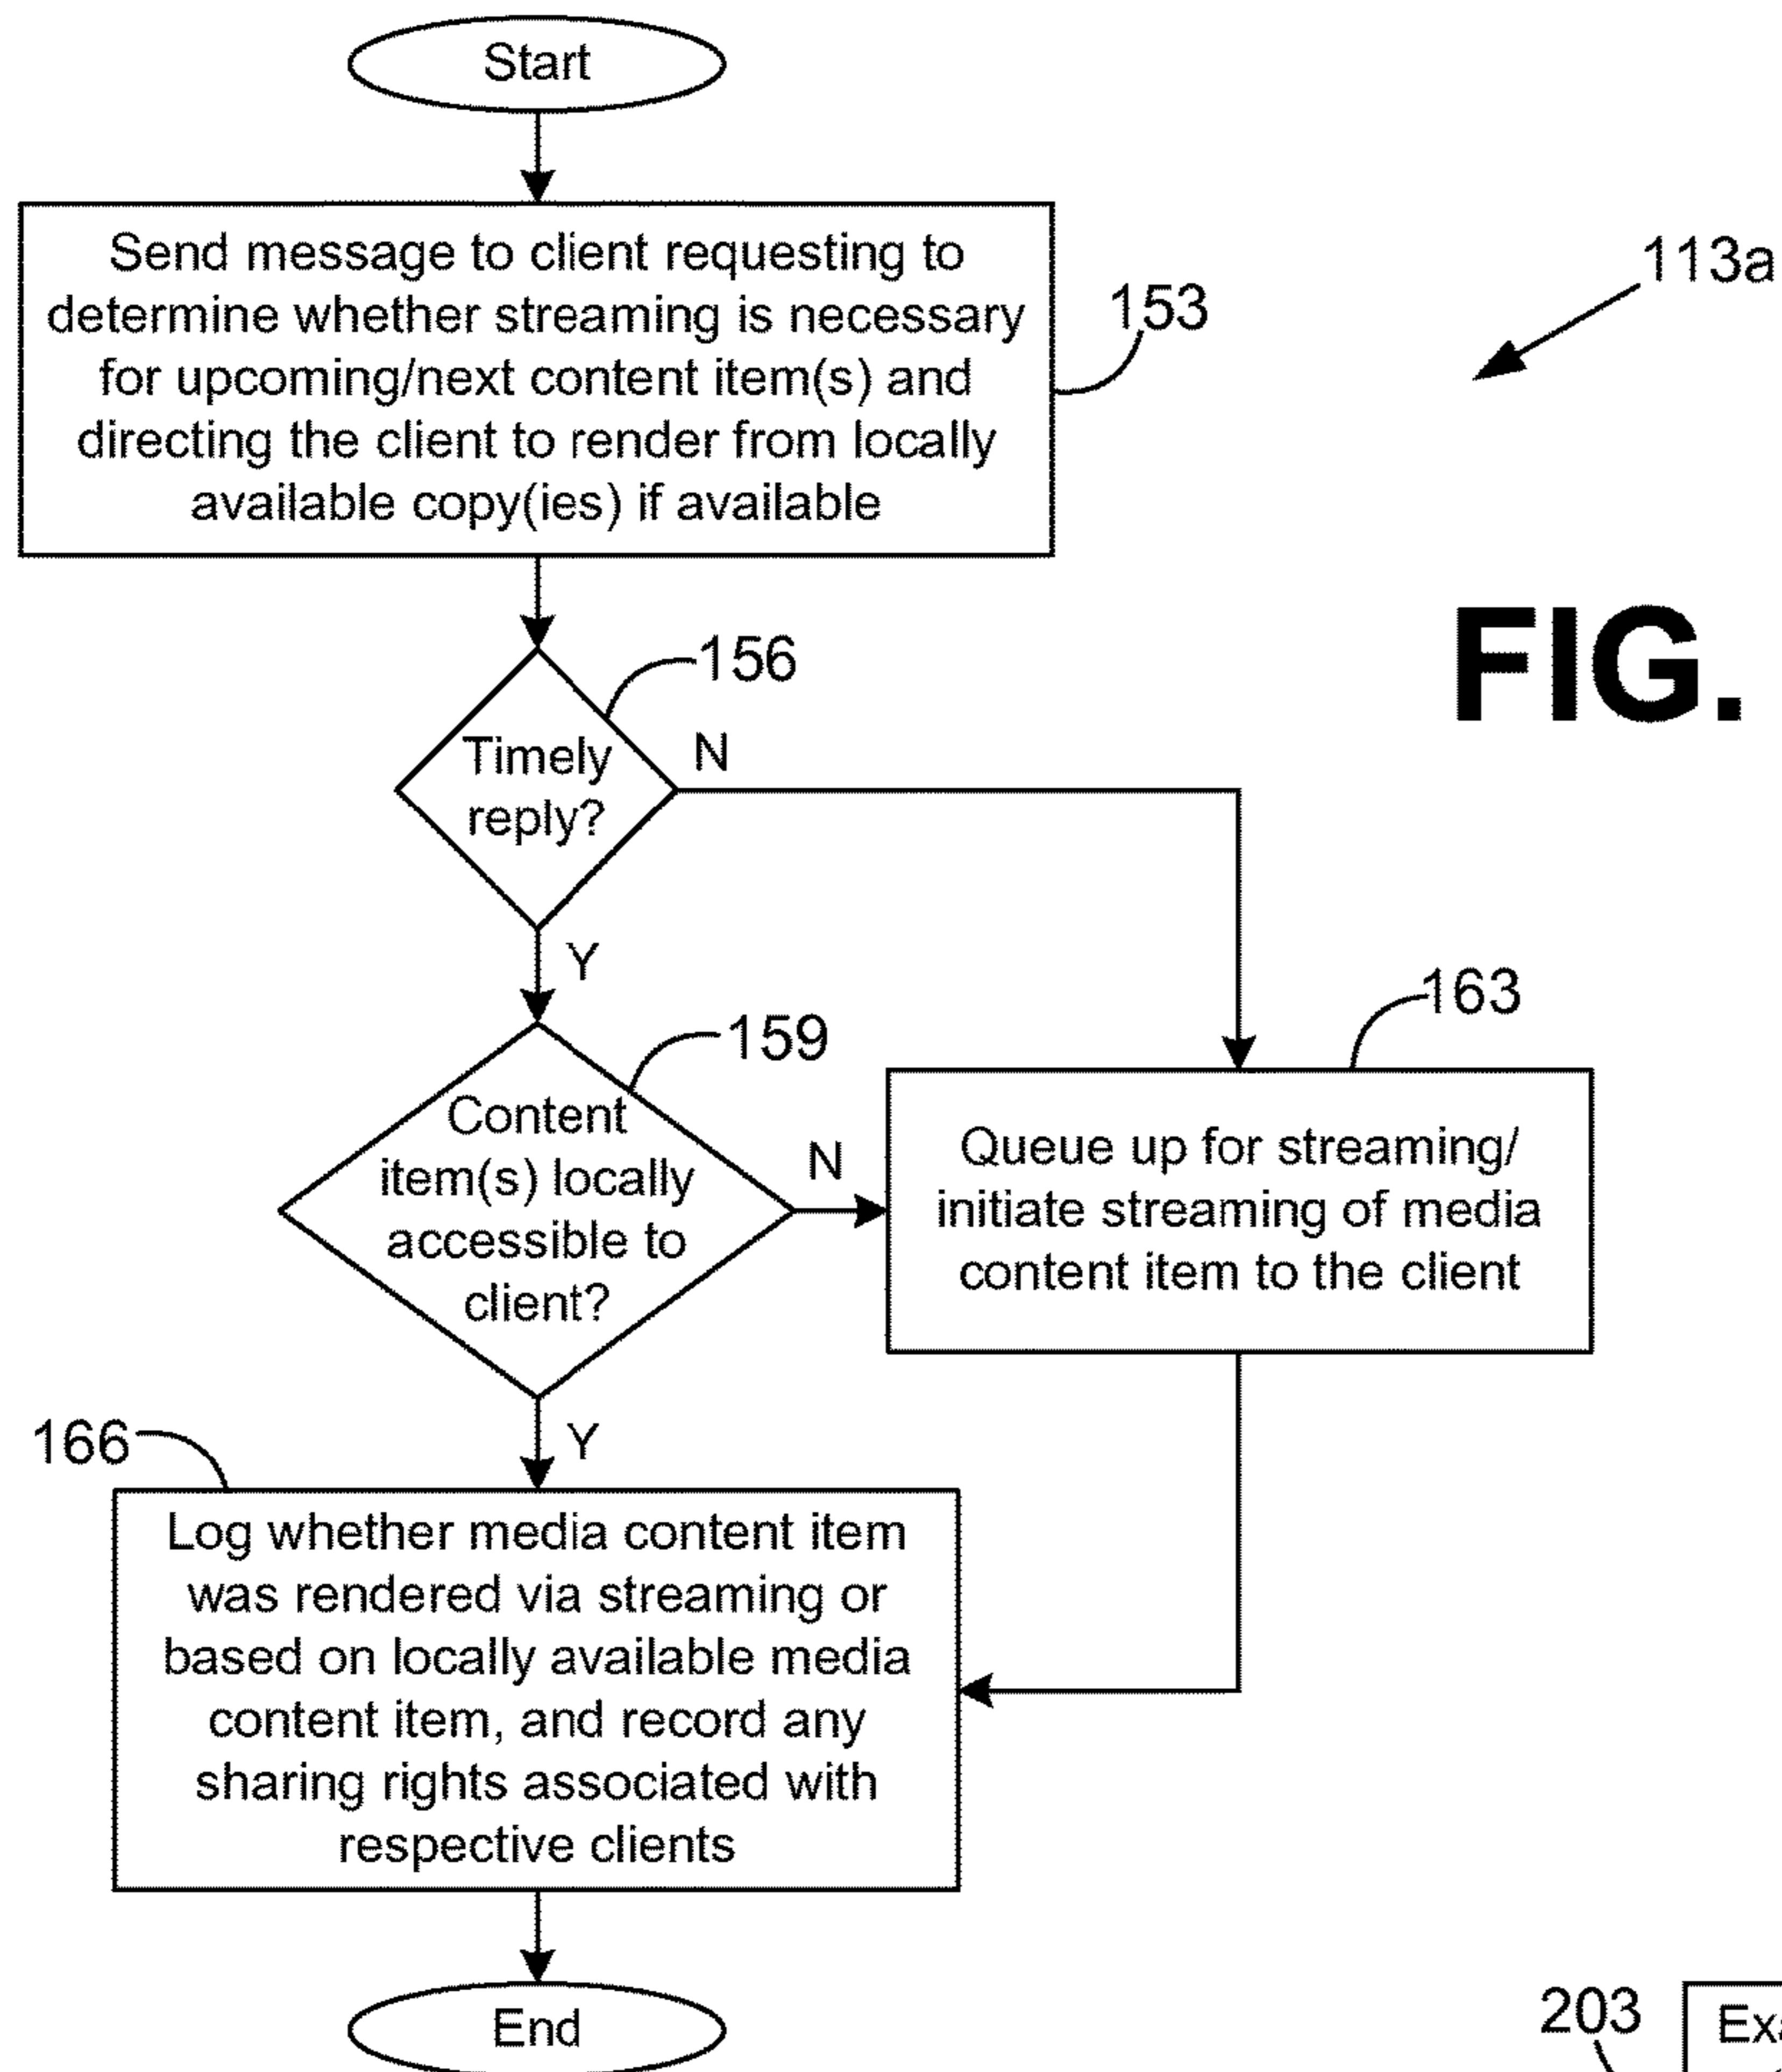 Start
Send message to client requesting to
determine whether streaming is necessary
for upcoming/next content item(s) and
directing the client to render from locally
available copy(ies) if available
153
113a
FIG.
156
Timely
reply?
N
Y
159
Content
item(s) locally
accessible to
client?
N
163
Queue up for streaming/
initiate streaming of media
content item to the client
Y
166
Log whether media content item
was rendered via streaming or
based on locally available media
content item, and record any
sharing rights associated with
respective clients
End
203